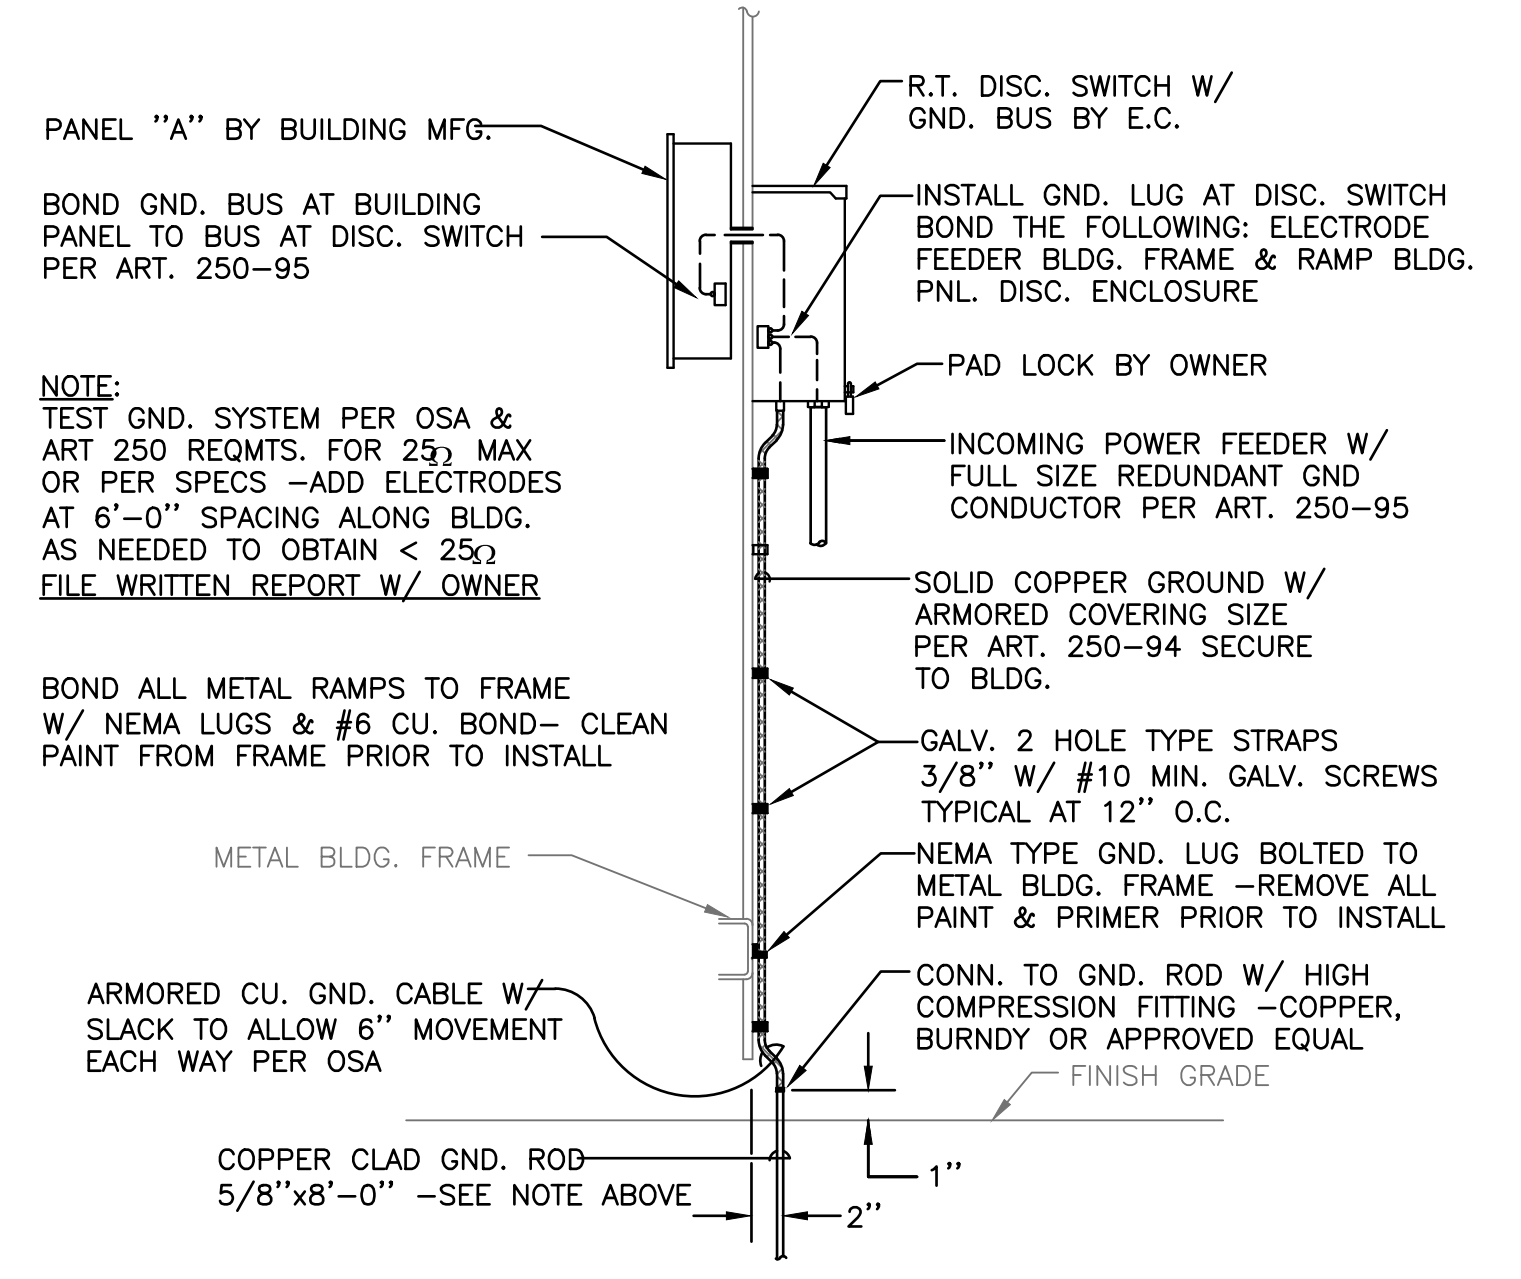 PANEL "A" BY BUILDING MFG.
BOND GND. BUS AT BUILDING
PANEL TO BUS AT DISC. SWITCH
PER ART. 250-95
NOTE:
TEST GND. SYSTEM PER OSA &
ART 250 REQMTS. FOR 25Ω MAX
OR PER SPECS -ADD ELECTRODES
AT 6'-0" SPACING ALONG BLDG.
AS NEEDED TO OBTAIN < 25Ω
FILE WRITTEN REPORT W/ OWNER
BOND ALL METAL RAMPS TO FRAME
W/ NEMA LUGS & #6 CU. BOND- CLEAN
PAINT FROM FRAME PRIOR TO INSTALL
METAL BLDG. FRAME
ARMORED CU. GND. CABLE W/
SLACK TO ALLOW 6" MOVEMENT
EACH WAY PER OSA
COPPER CLAD GND. ROD
5/8"x8'-0" -SEE NOTE ABOVE
R.T. DISC. SWITCH W/
GND. BUS BY E.C.
INSTALL GND. LUG AT DISC. SWITCH
BOND THE FOLLOWING: ELECTRODE
FEEDER BLDG. FRAME & RAMP BLDG.
PNL. DISC. ENCLOSURE
PAD LOCK BY OWNER
INCOMING POWER FEEDER W/
FULL SIZE REDUNDANT GND
CONDUCTOR PER ART. 250-95
SOLID COPPER GROUND W/
ARMORED COVERING SIZE
PER ART. 250-94 SECURE
TO BLDG.
GALV. 2 HOLE TYPE STRAPS
3/8" W/ #10 MIN. GALV. SCREWS
TYPICAL AT 12" O.C.
NEMA TYPE GND. LUG BOLTED TO
METAL BLDG. FRAME -REMOVE ALL
PAINT & PRIMER PRIOR TO INSTALL
CONN. TO GND. ROD W/ HIGH
COMPRESSION FITTING -COPPER,
BURNDY OR APPROVED EQUAL
FINISH GRADE
1"
2"